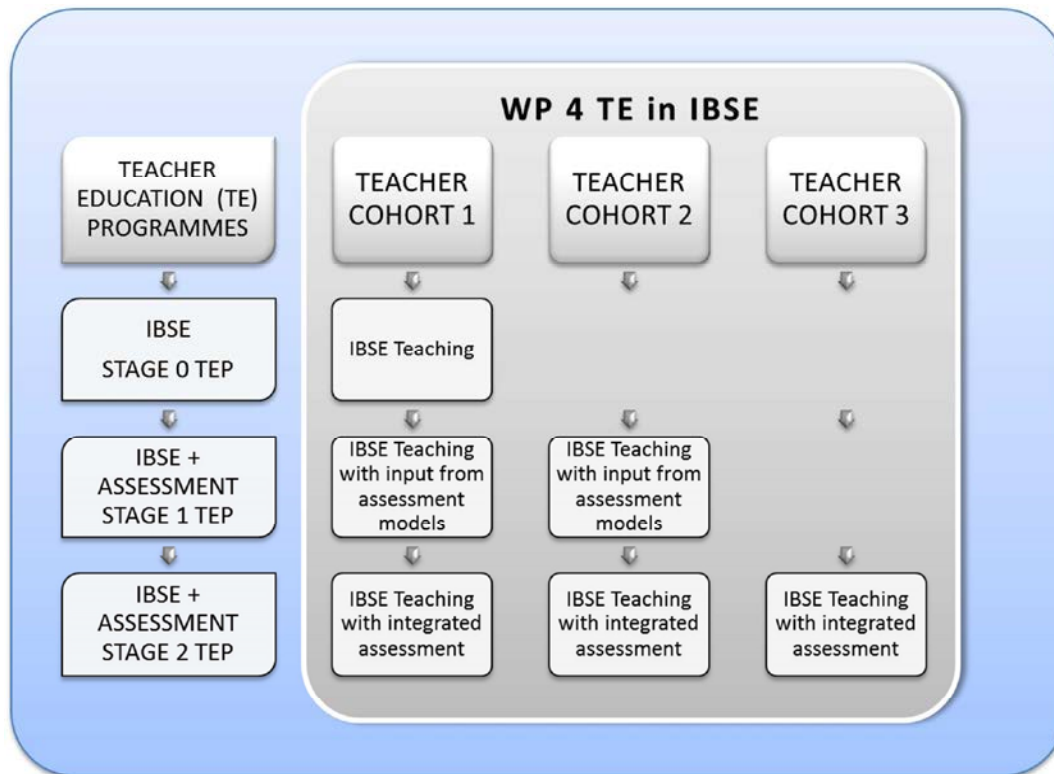 WP 4 TE in IBSE
TEACHER
EDUCATION (TE)
PROGRAMMES
TEACHER
COHORT 1
TEACHER
COHORT 2
TEACHER
COHORT 3
IBSE
STAGE 0 TEP
IBSE Teaching
IBSE +
ASSESSMENT
STAGE 1 TEP
IBSE Teaching
with input from
assessment
models
IBSE Teaching
with input from
assessment
models
IBSE +
ASSESSMENT
STAGE 2 TEP
IBSE Teaching
with integrated
assessment
IBSE Teaching
with integrated
assessment
IBSE Teaching
with integrated
assessment